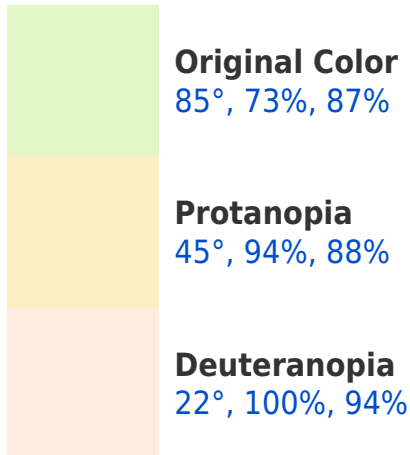 Original Color
85°, 73%, 87%
Protanopia
45°, 94%, 88%
Deuteranopia
22°, 100%, 94%